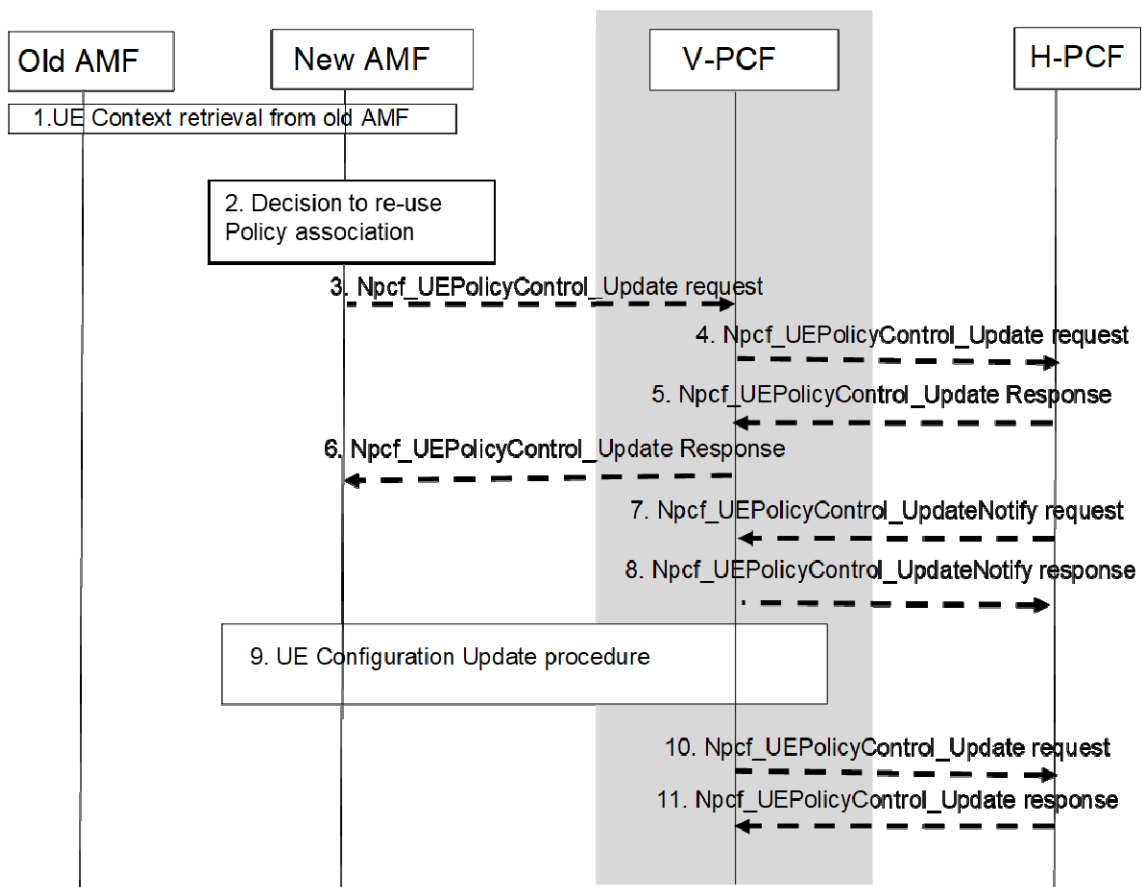 Old AMF
New AMF
V-PCF
H-PCF
1.UE Context retrieval from old AMF
2. Decision to re-use
Policy association
3. Npcf_UEPolicyControl_Update request
4. Npcf_UEPolicyControl_Update request
5. Npcf_UEPolicyControl_Update Response
6. Npcf_UEPolicyControl_Update Response
7. Npcf_UEPolicyControl_UpdateNotify request
8. Npcf_UEPolicyControl_UpdateNotify response
9. UE Configuration Update procedure
10. Npcf_UEPolicyControl_Update request
11. Npcf_UEPolicyControl_Update response